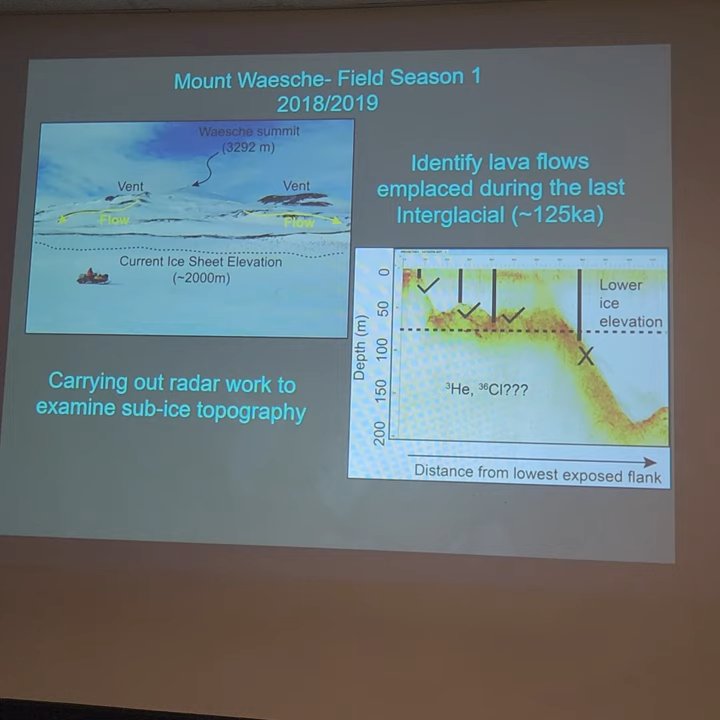 Mount Waesche- Field Season 1
2018/2019
Waesche summit
(3292 m)
Vent
Vent
Flow
Flow
Current Ice Sheet Elevation
(~2000m)
Identify lava flows
emplaced during the last
Interglacial (~125ka)
Carrying out radar work to
examine sub-ice topography
Depth (m)
0
50
100
150
200
Lower
ice
elevation
X
³He, ³⁶Cl???
Distance from lowest exposed flank